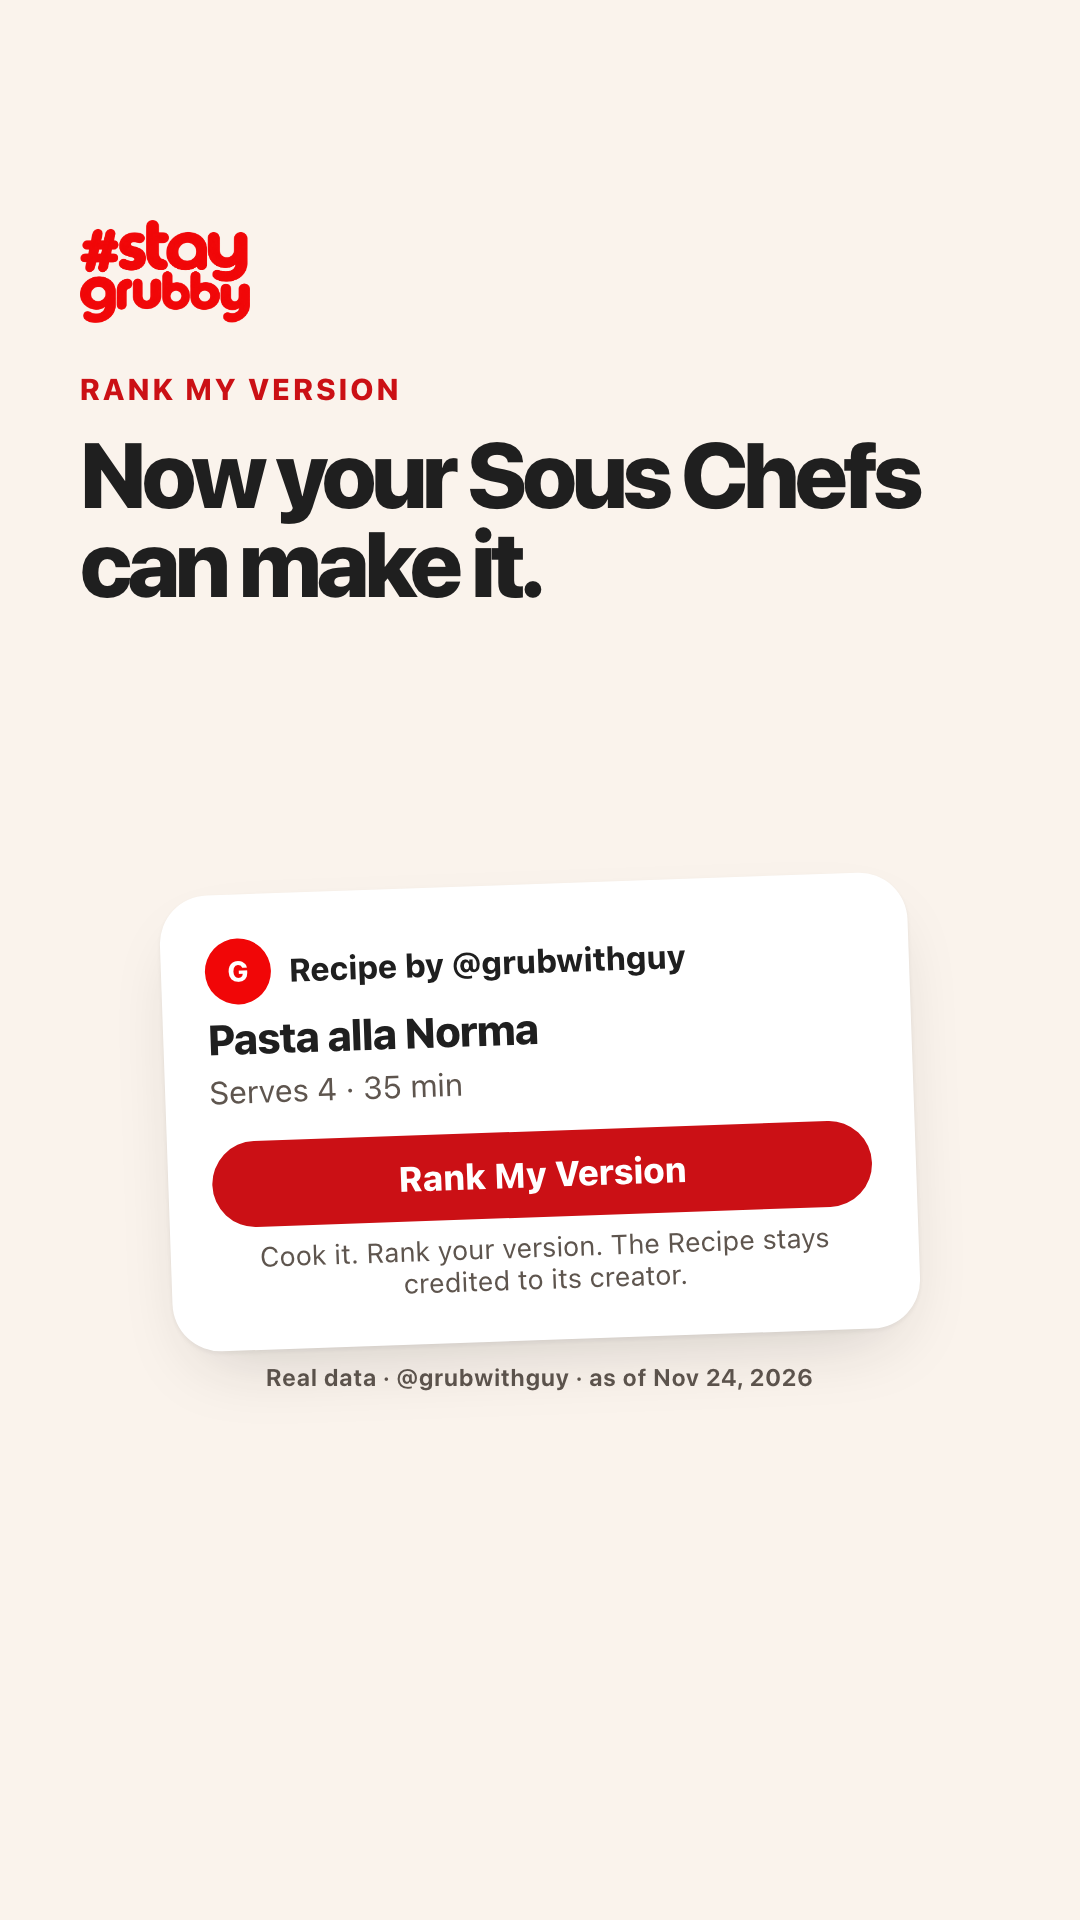 #stay
grubby
RANK MY VERSION
Now your Sous Chefs
can make it.
G
Recipe by @grubwithguy
Pasta alla Norma
Serves 4 · 35 min
Rank My Version
Cook it. Rank your version. The Recipe stays
credited to its creator.
Real data · @grubwithguy · as of Nov 24, 2026